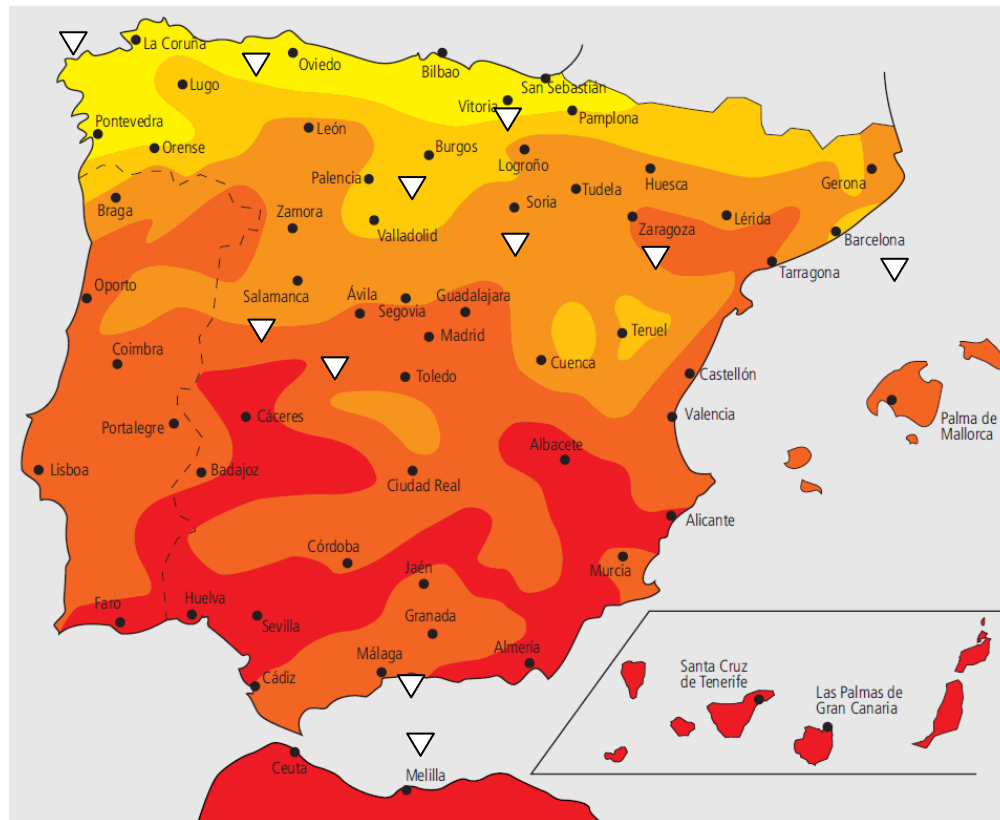 La Coruña
Oviedo
Bilbao
San Sebastián
Lugo
Vitoria
Pamplona
Pontevedra
León
Orense
Burgos
Logroño
Palencia
Tudela
Huesca
Gerona
Braga
Zamora
Soria
Valladolid
Zaragoza
Lérida
Barcelona
Tarragona
Oporto
Salamanca
Ávila
Segovia
Guadalajara
Madrid
Teruel
Coimbra
Cuenca
Toledo
Castellón
Cáceres
Valencia
Palma de
Mallorca
Portalegre
Albacete
Lisboa
Badajoz
Ciudad Real
Alicante
Córdoba
Jaén
Murcia
Faro
Huelva
Sevilla
Granada
Málaga
Almería
Cádiz
Santa Cruz
de Tenerife
Las Palmas de
Gran Canaria
Ceuta
Melilla